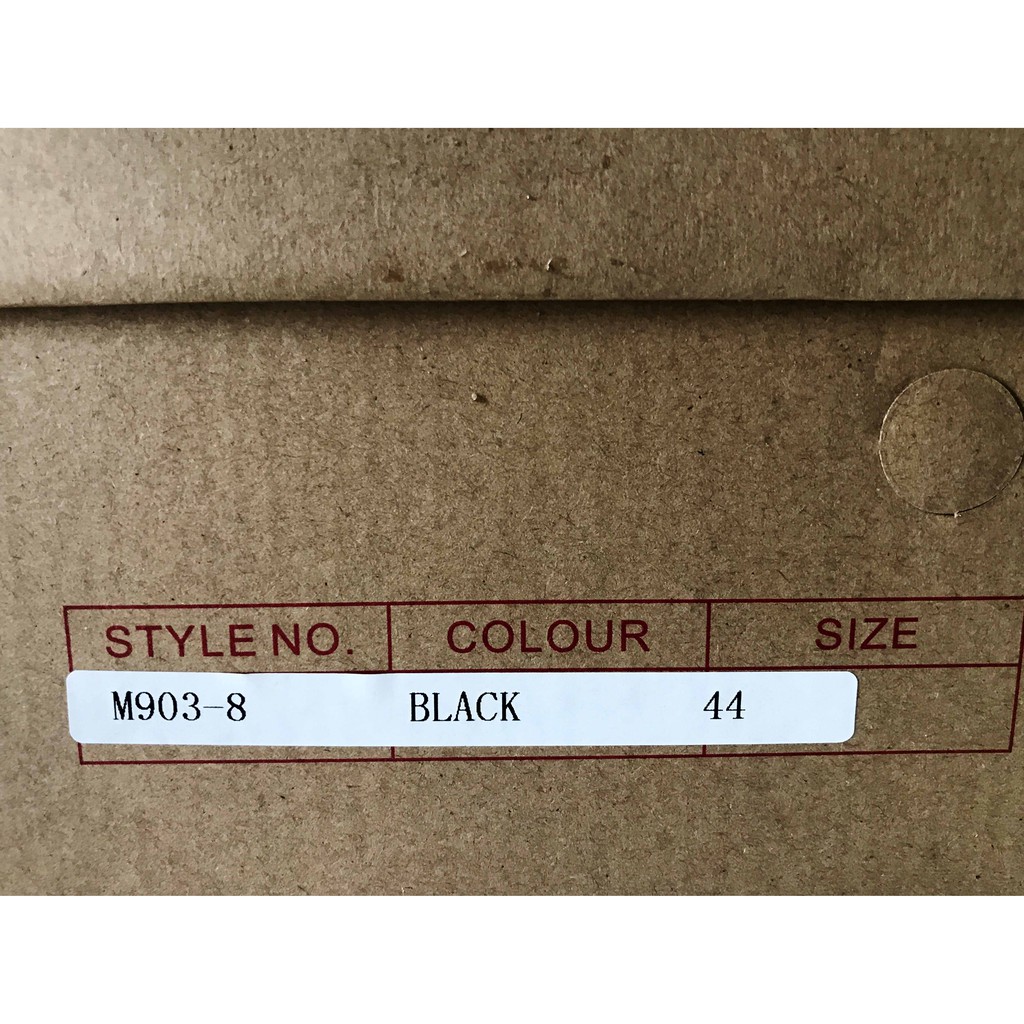 STYLE NO. COLOUR SIZE
M903-8 BLACK 44